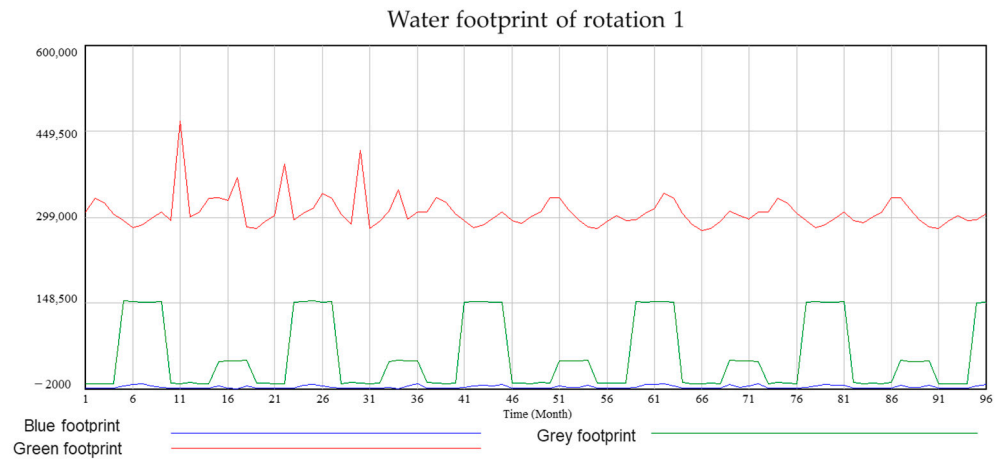 Water footprint of rotation 1
600,000
449,500
299,000
148,500
−2000
1 6 11 16 21 26 31 36 41 46 51 56 61 66 71 76 81 86 91 96
Time (Month)
Blue footprint
Green footprint
Grey footprint